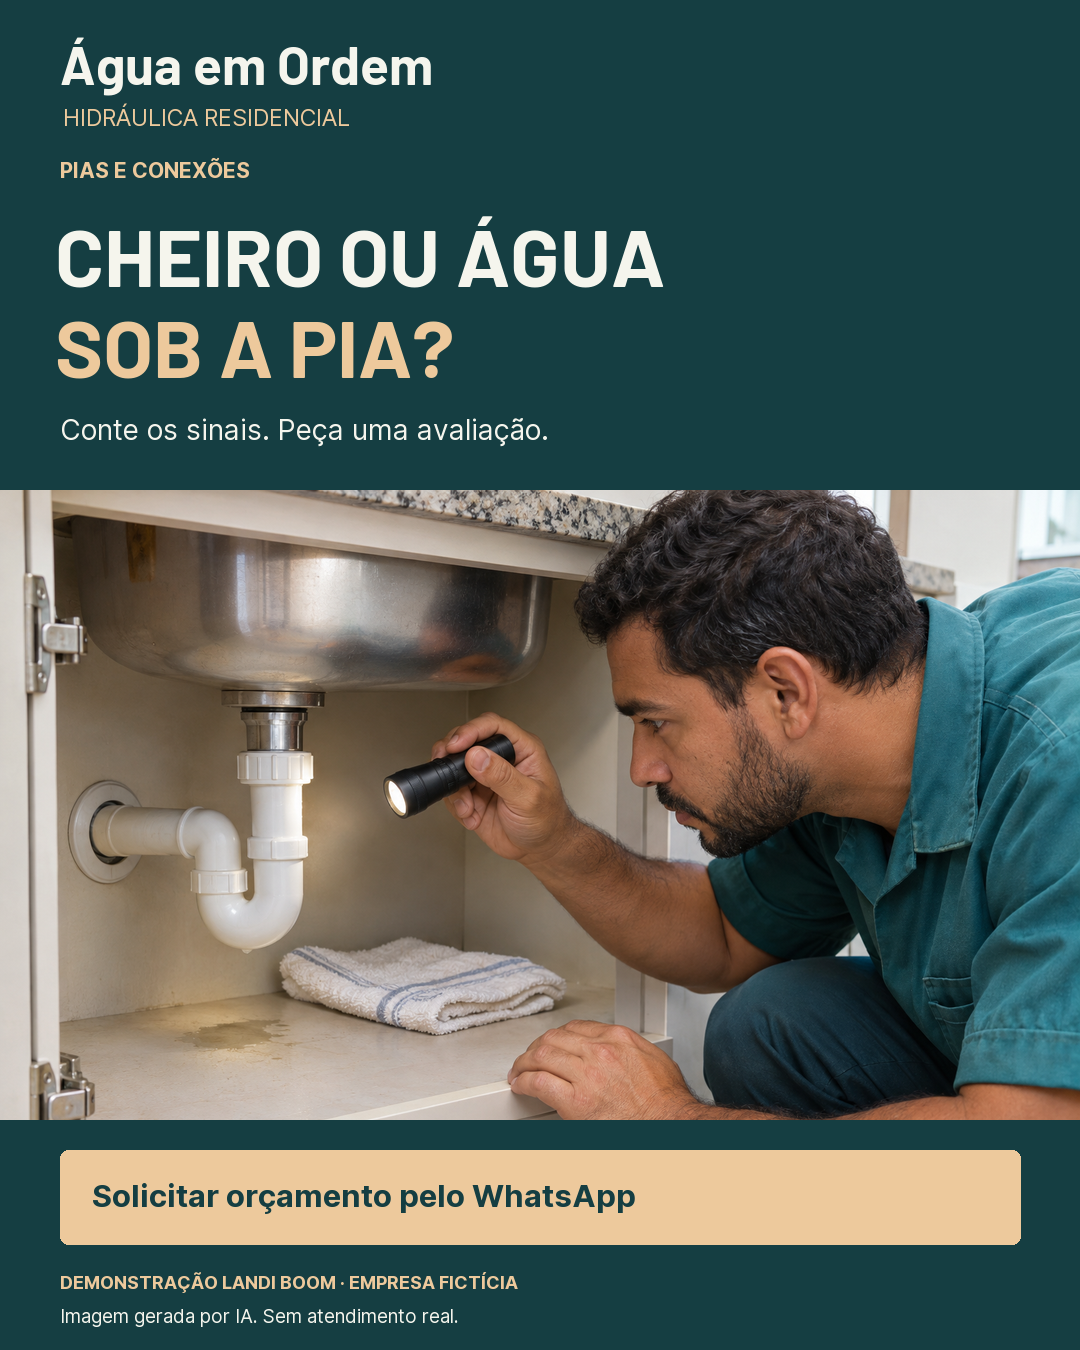 Água em Ordem
HIDRÁULICA RESIDENCIAL
PIAS E CONEXÕES
CHEIRO OU ÁGUA
SOB A PIA?
Conte os sinais. Peça uma avaliação.
Solicitar orçamento pelo WhatsApp
DEMONSTRAÇÃO LANDI BOOM · EMPRESA FICTÍCIA
Imagem gerada por IA. Sem atendimento real.